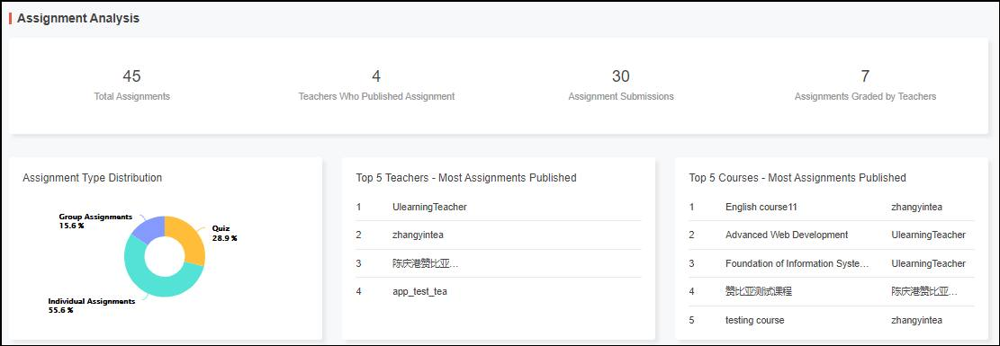 Assignment Analysis
45
Total Assignments
4
Teachers Who Published Assignment
30
Assignment Submissions
7
Assignments Graded by Teachers
Assignment Type Distribution
Group Assignments
15.6 %
Quiz
28.9 %
Individual Assignments
55.6 %
Top 5 Teachers - Most Assignments Published
1 UlearningTeacher
2 zhangyintea
3 陈庆港赞比亚...
4 app_test_tea
Top 5 Courses - Most Assignments Published
1 English course11 zhangyintea
2 Advanced Web Development UlearningTeacher
3 Foundation of Information Syste... UlearningTeacher
4 赞比亚测试课程 陈庆港赞比亚...
5 testing course zhangyintea